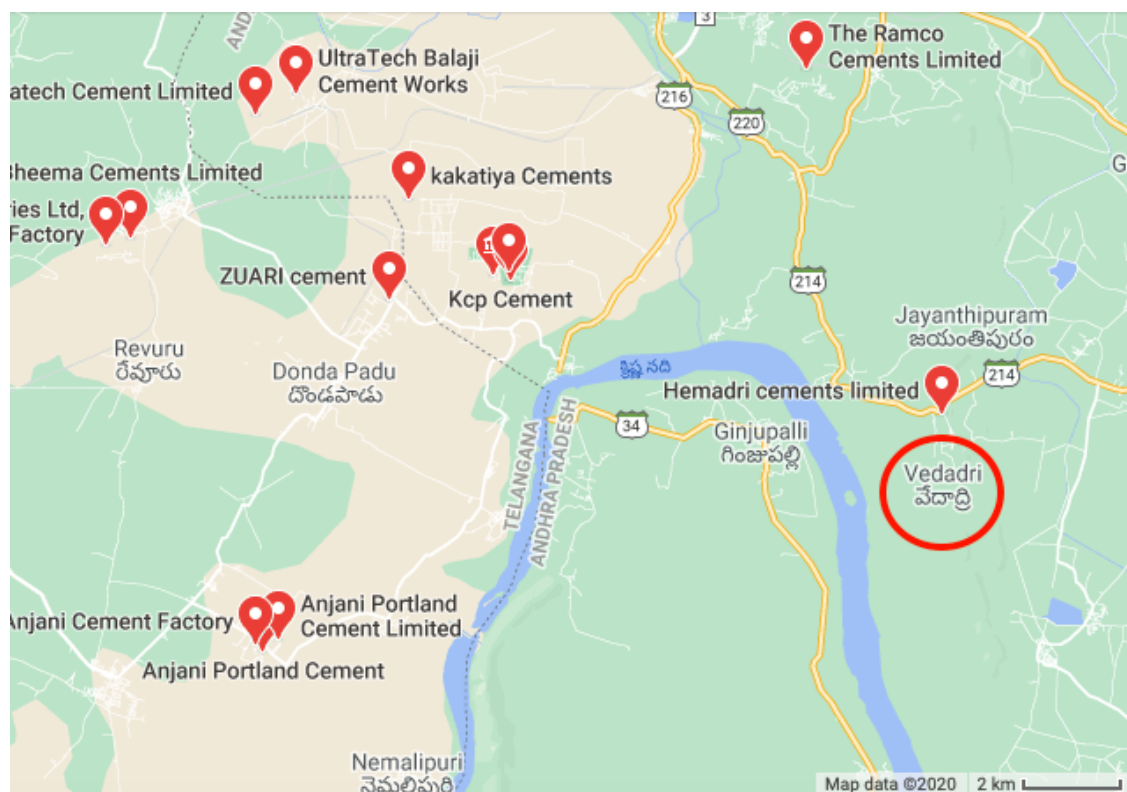 AND
3
The Ramco
Cements Limited
UltraTech Balaji
Cement Works
atech Cement Limited
216
220
G
Bheema Cements Limited
kakatiya Cements
ries Ltd,
Factory
ZUARI cement
Kcp Cement
214
Jayanthipuram
జయంతిపురం
Revuru
రేవూరు
Donda Padu
దొండపాడు
క్రిష్ణ నది
Hemadri cements limited
214
34
Ginjupalli
గింజుపల్లి
TELANGANA
ANDHRA PRADESH
Vedadri
వేదాద్రి
Anjani Cement Factory
Anjani Portland
Cement Limited
Anjani Portland Cement
Nemalipuri
నెమలిపురి
Map data ©2020
2 km